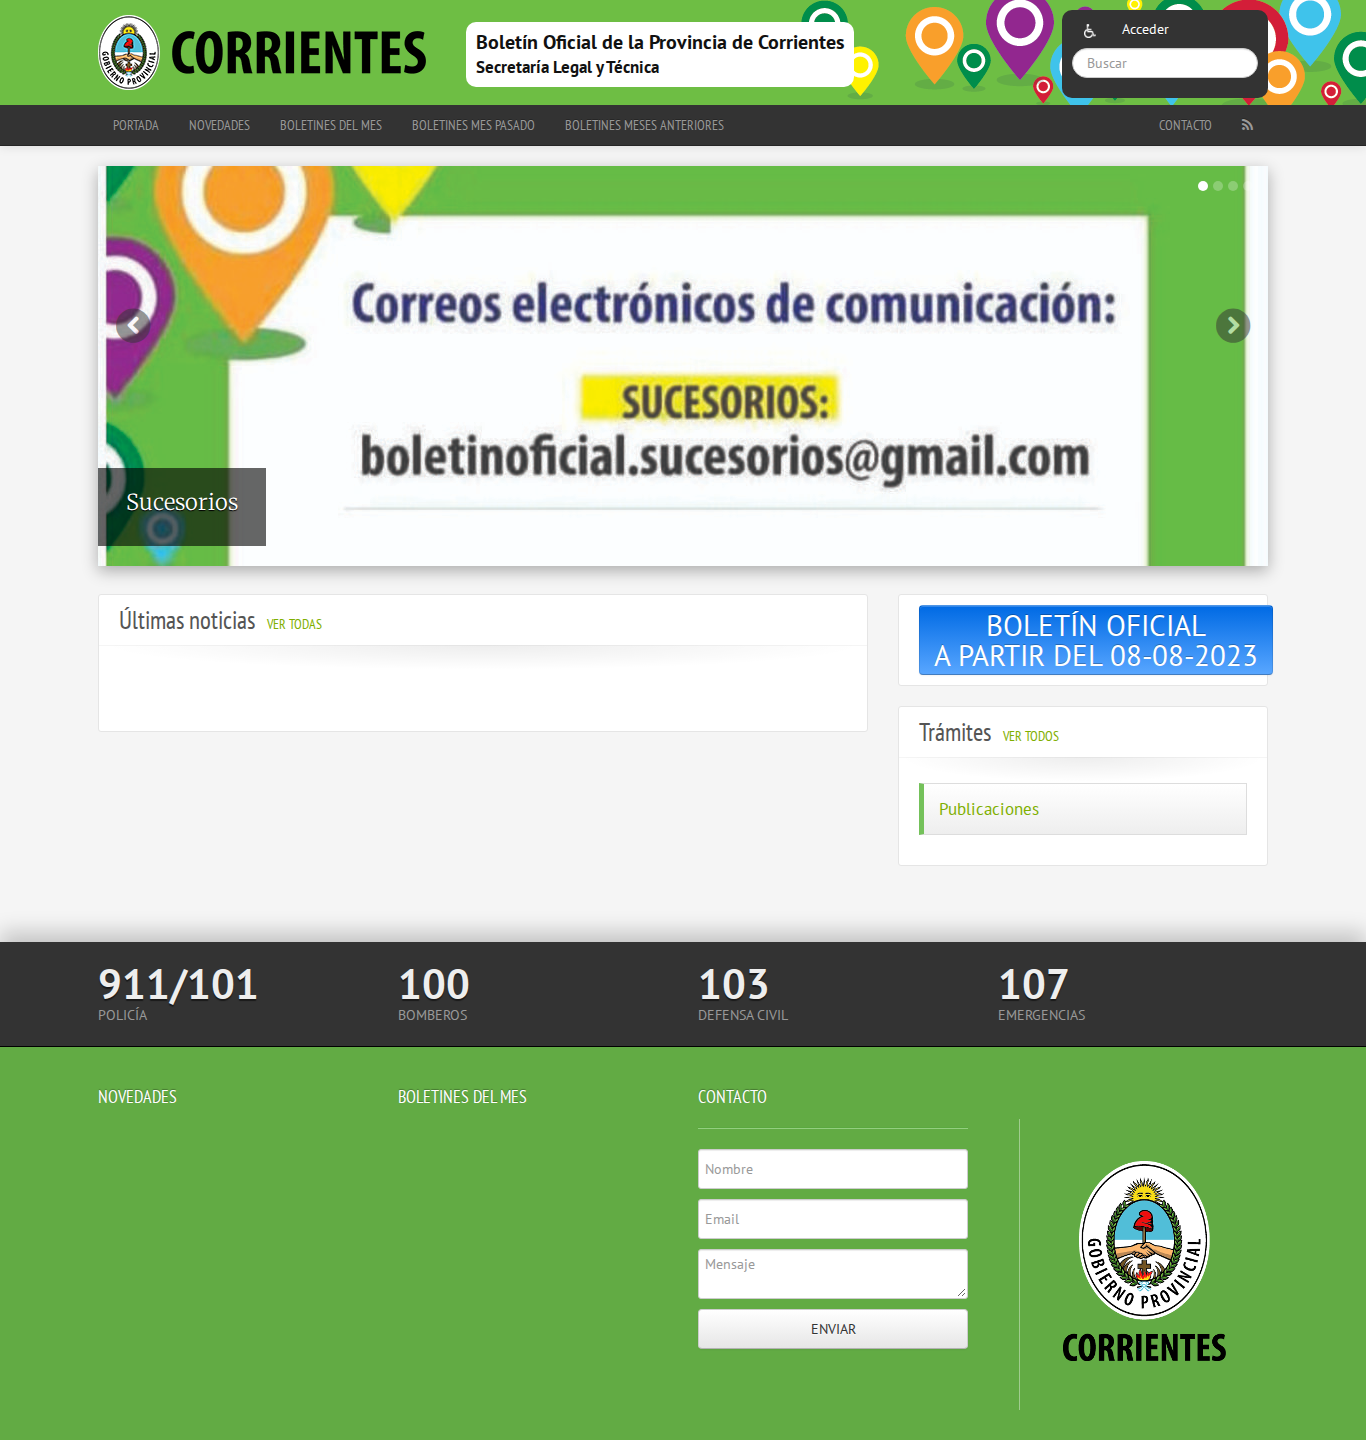 GOBIERNO PROVINCIAL
CORRIENTES
Boletín Oficial de la Provincia de Corrientes
Secretaría Legal y Técnica
Acceder
Buscar
PORTADA
NOVEDADES
BOLETINES DEL MES
BOLETINES MES PASADO
BOLETINES MESES ANTERIORES
CONTACTO
Correos electrónicos de comunicación:
SUCESORIOS:
boletinoficial.sucesorios@gmail.com
Sucesorios
Últimas noticias VER TODAS
BOLETÍN OFICIAL
A PARTIR DEL 08-08-2023
Trámites VER TODOS
Publicaciones
911/101
POLICÍA
100
BOMBEROS
103
DEFENSA CIVIL
107
EMERGENCIAS
NOVEDADES
BOLETINES DEL MES
CONTACTO
Nombre
Email
Mensaje
ENVIAR
GOBIERNO PROVINCIAL
CORRIENTES